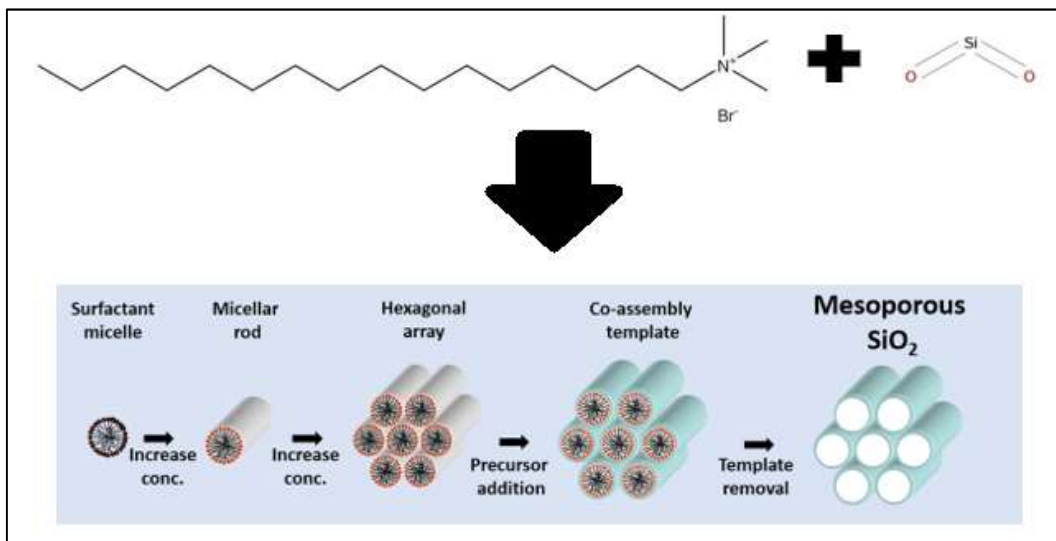 N⁺
Br⁻
Si
O
O
Surfactant
micelle
Micellar
rod
Hexagonal
array
Co-assembly
template
Mesoporous
SiO₂
Increase
conc.
Increase
conc.
Precursor
addition
Template
removal